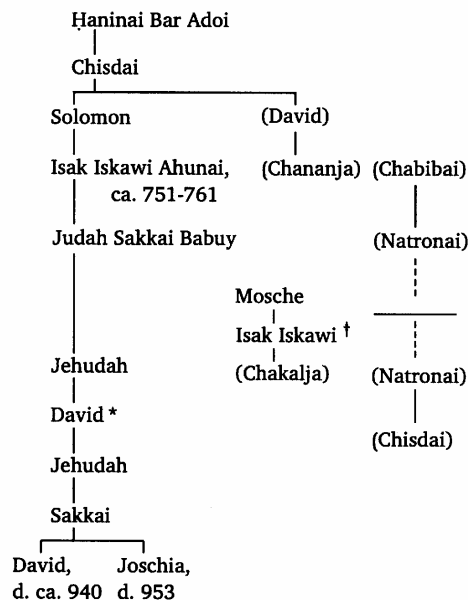 Ḥaninai Bar Adoi
Chisdai
Solomon
(David)
Isak Iskawi Ahunai,
ca. 751-761
(Chananja)
(Chabibai)
Judah Sakkai Babuy
(Natronai)
Mosche
Isak Iskawi †
(Chakalja)
Jehudah
(Natronai)
David *
(Chisdai)
Jehudah
Sakkai
David,
d. ca. 940
Joschia,
d. 953